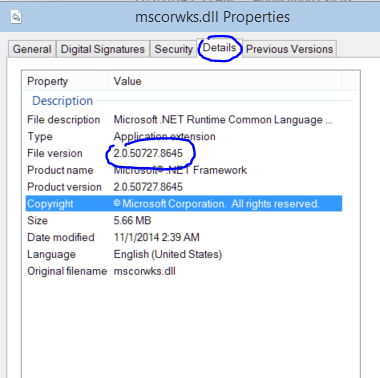 mscorwks.dll Properties
General Digital Signatures Security Details Previous Versions
Property Value
Description
File description Microsoft .NET Runtime Common Language ...
Type Application extension
File version 2.0.50727.8645
Product name Microsoft® .NET Framework
Product version 2.0.50727.8645
Copyright © Microsoft Corporation. All rights reserved.
Size 5.66 MB
Date modified 11/1/2014 2:39 AM
Language English (United States)
Original filename mscorwks.dll